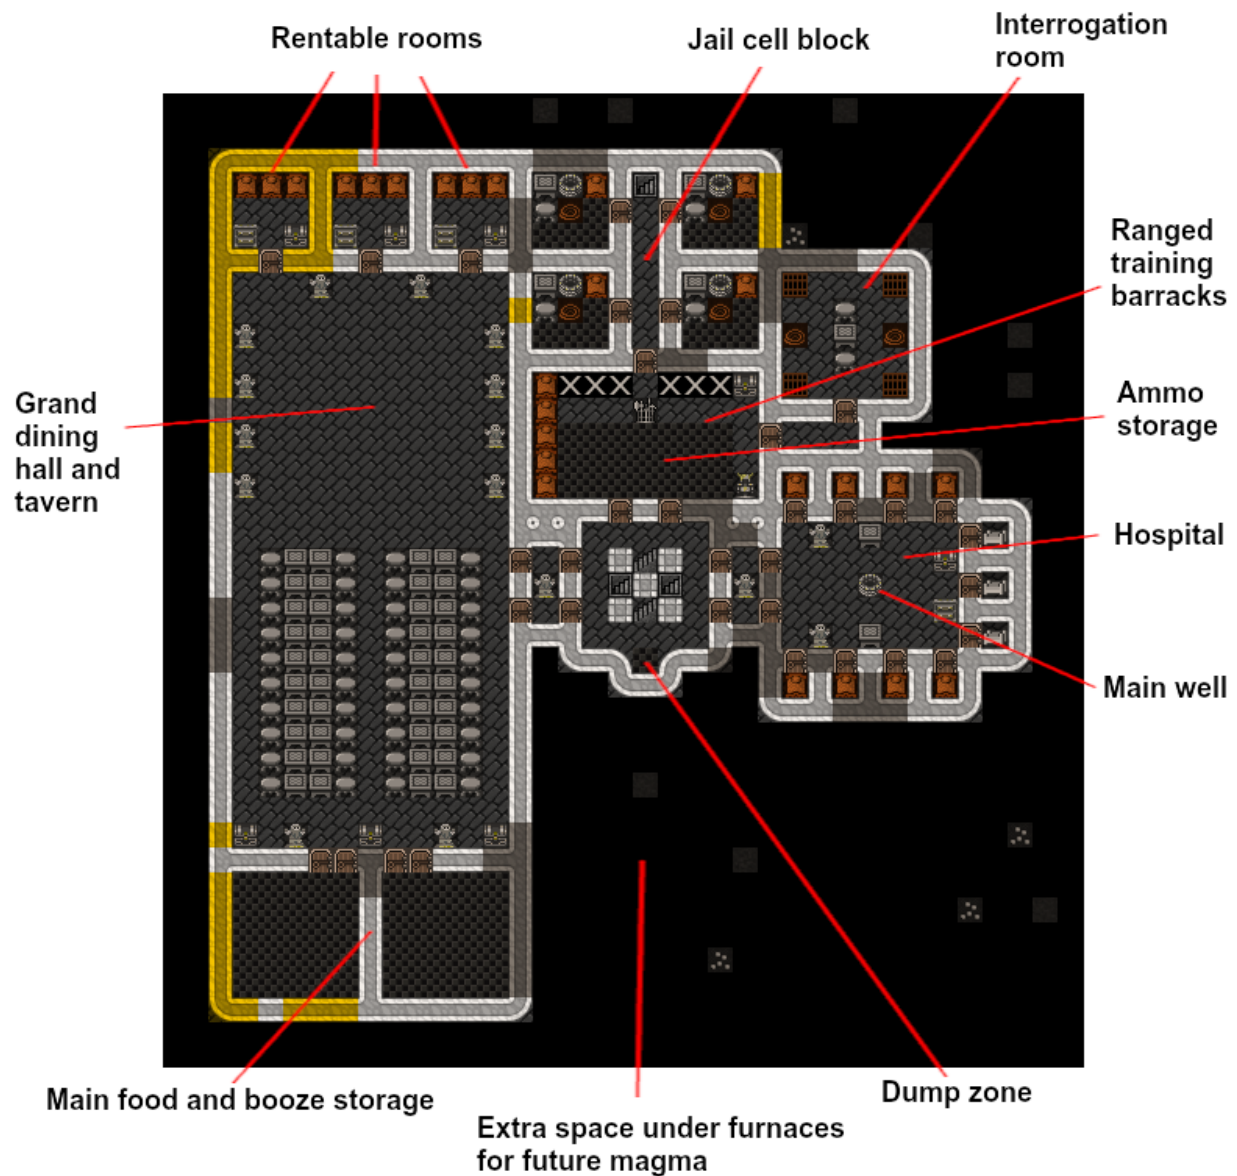 Rentable rooms
Jail cell block
Interrogation
room
Ranged
training
barracks
Ammo
storage
Grand
dining
hall and
tavern
Hospital
Main well
Main food and booze storage
Dump zone
Extra space under furnaces
for future magma